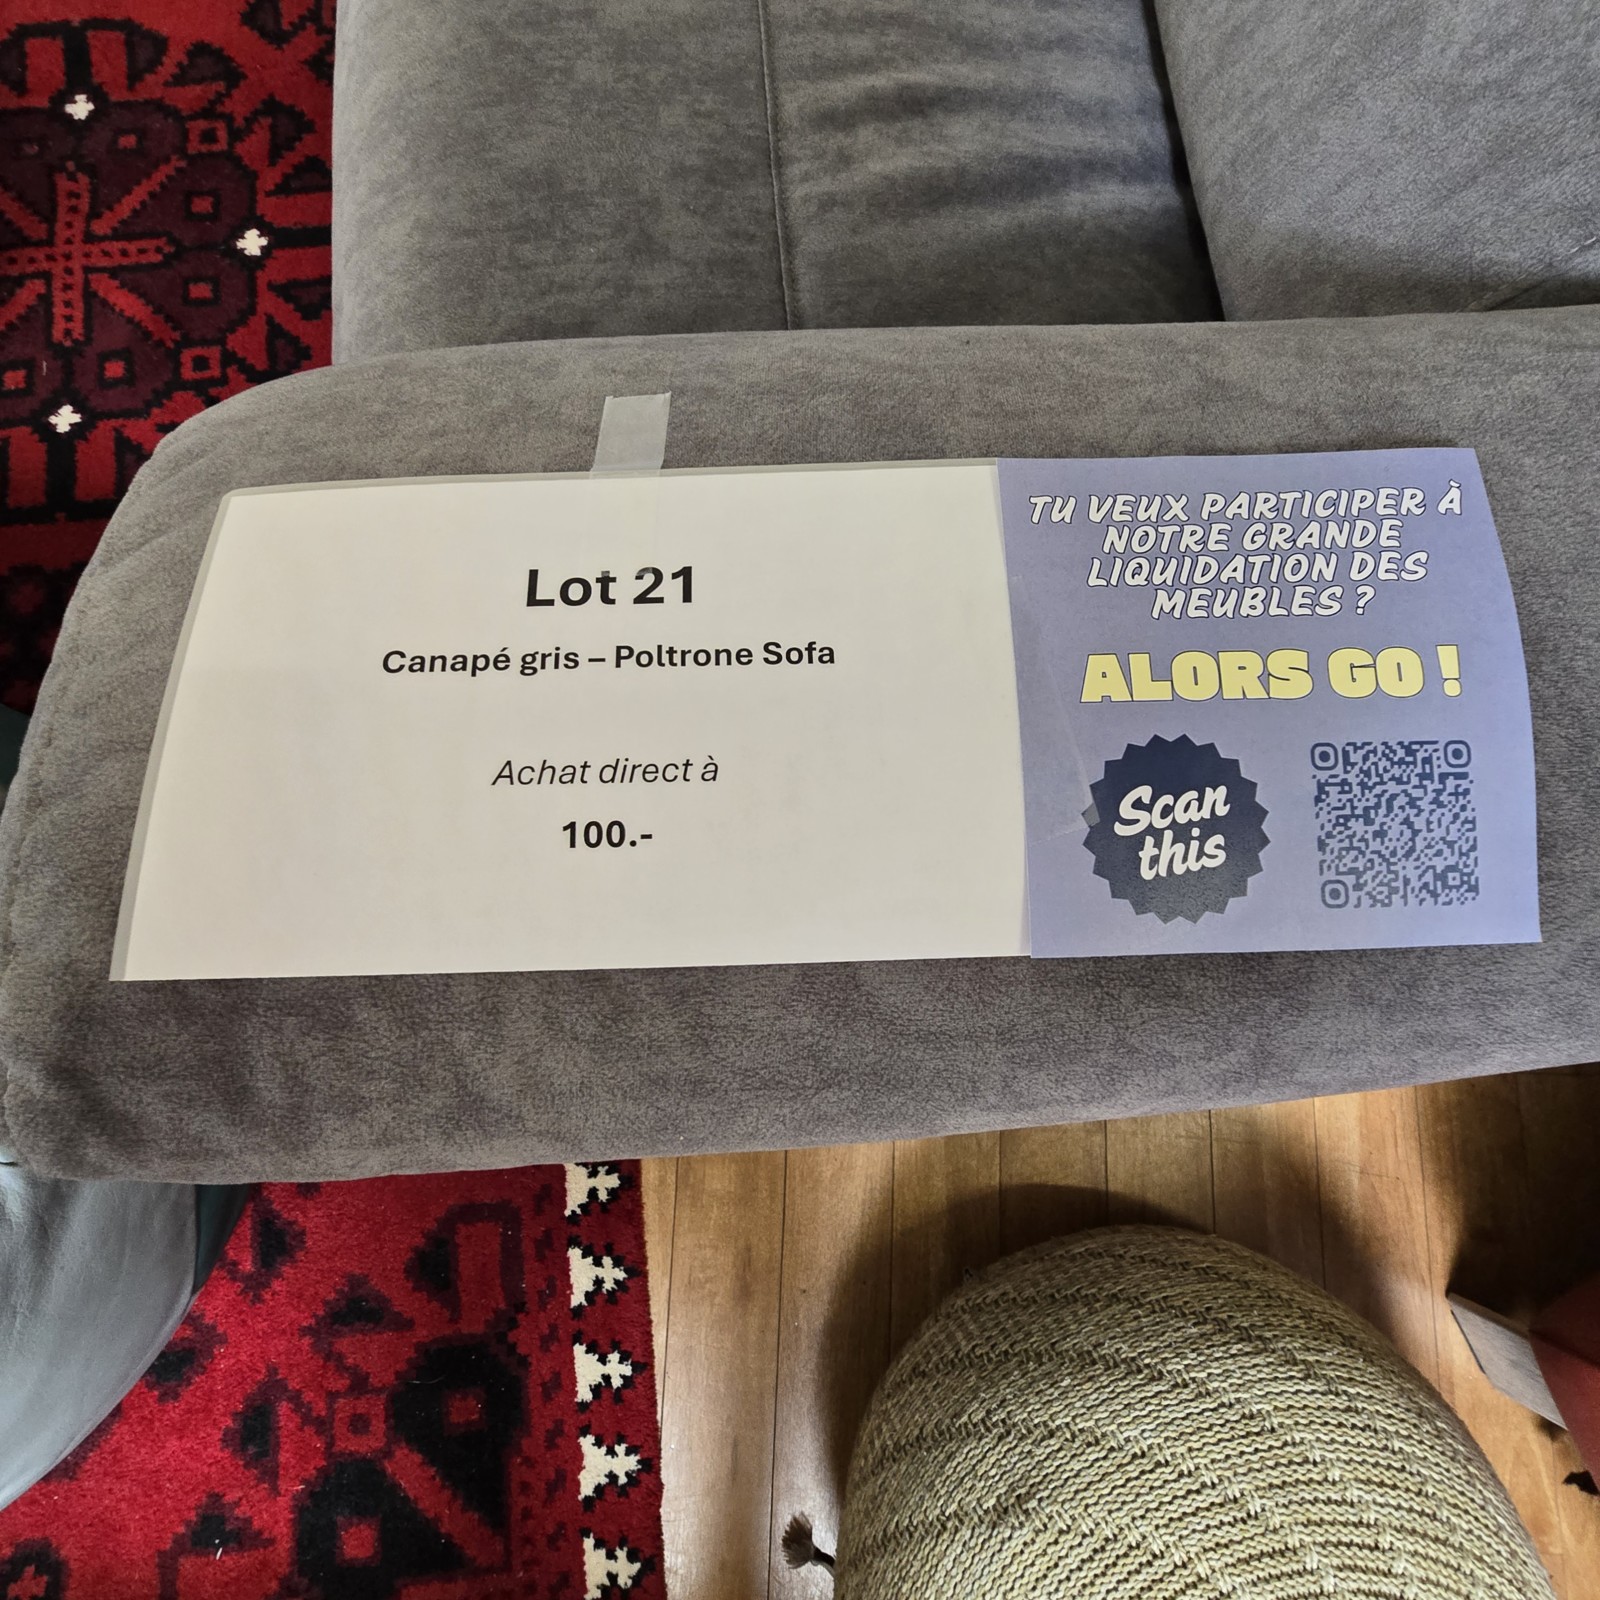 Lot 21
Canapé gris – Poltrone Sofa
Achat direct à
100.-
TU VEUX PARTICIPER À
NOTRE GRANDE
LIQUIDATION DES
MEUBLES ?
ALORS GO !
Scan
this